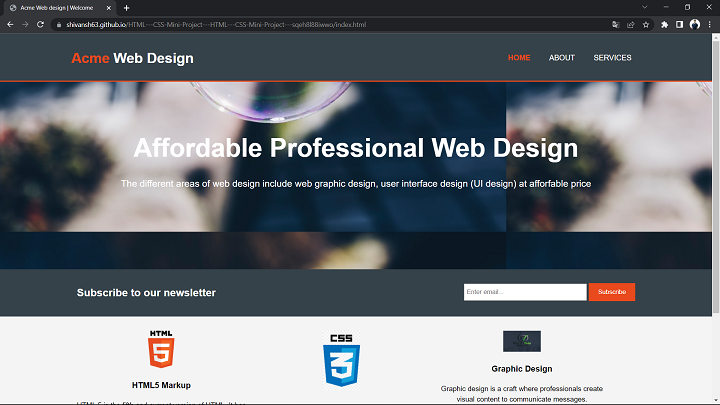 Acme Web design | Welcome
shivansh63.github.io/HTML---CSS-Mini-Project---HTML---CSS-Mini-Project---sqeh8l88iwwo/index.html
Acme Web Design
HOME
ABOUT
SERVICES
Affordable Professional Web Design
The different areas of web design include web graphic design, user interface design (UI design) at afforfable price
Subscribe to our newsletter
Enter email...
Subscribe
HTML
5
CSS
3
HTML5 Markup
Graphic Design
Graphic design is a craft where professionals create
visual content to communicate messages.